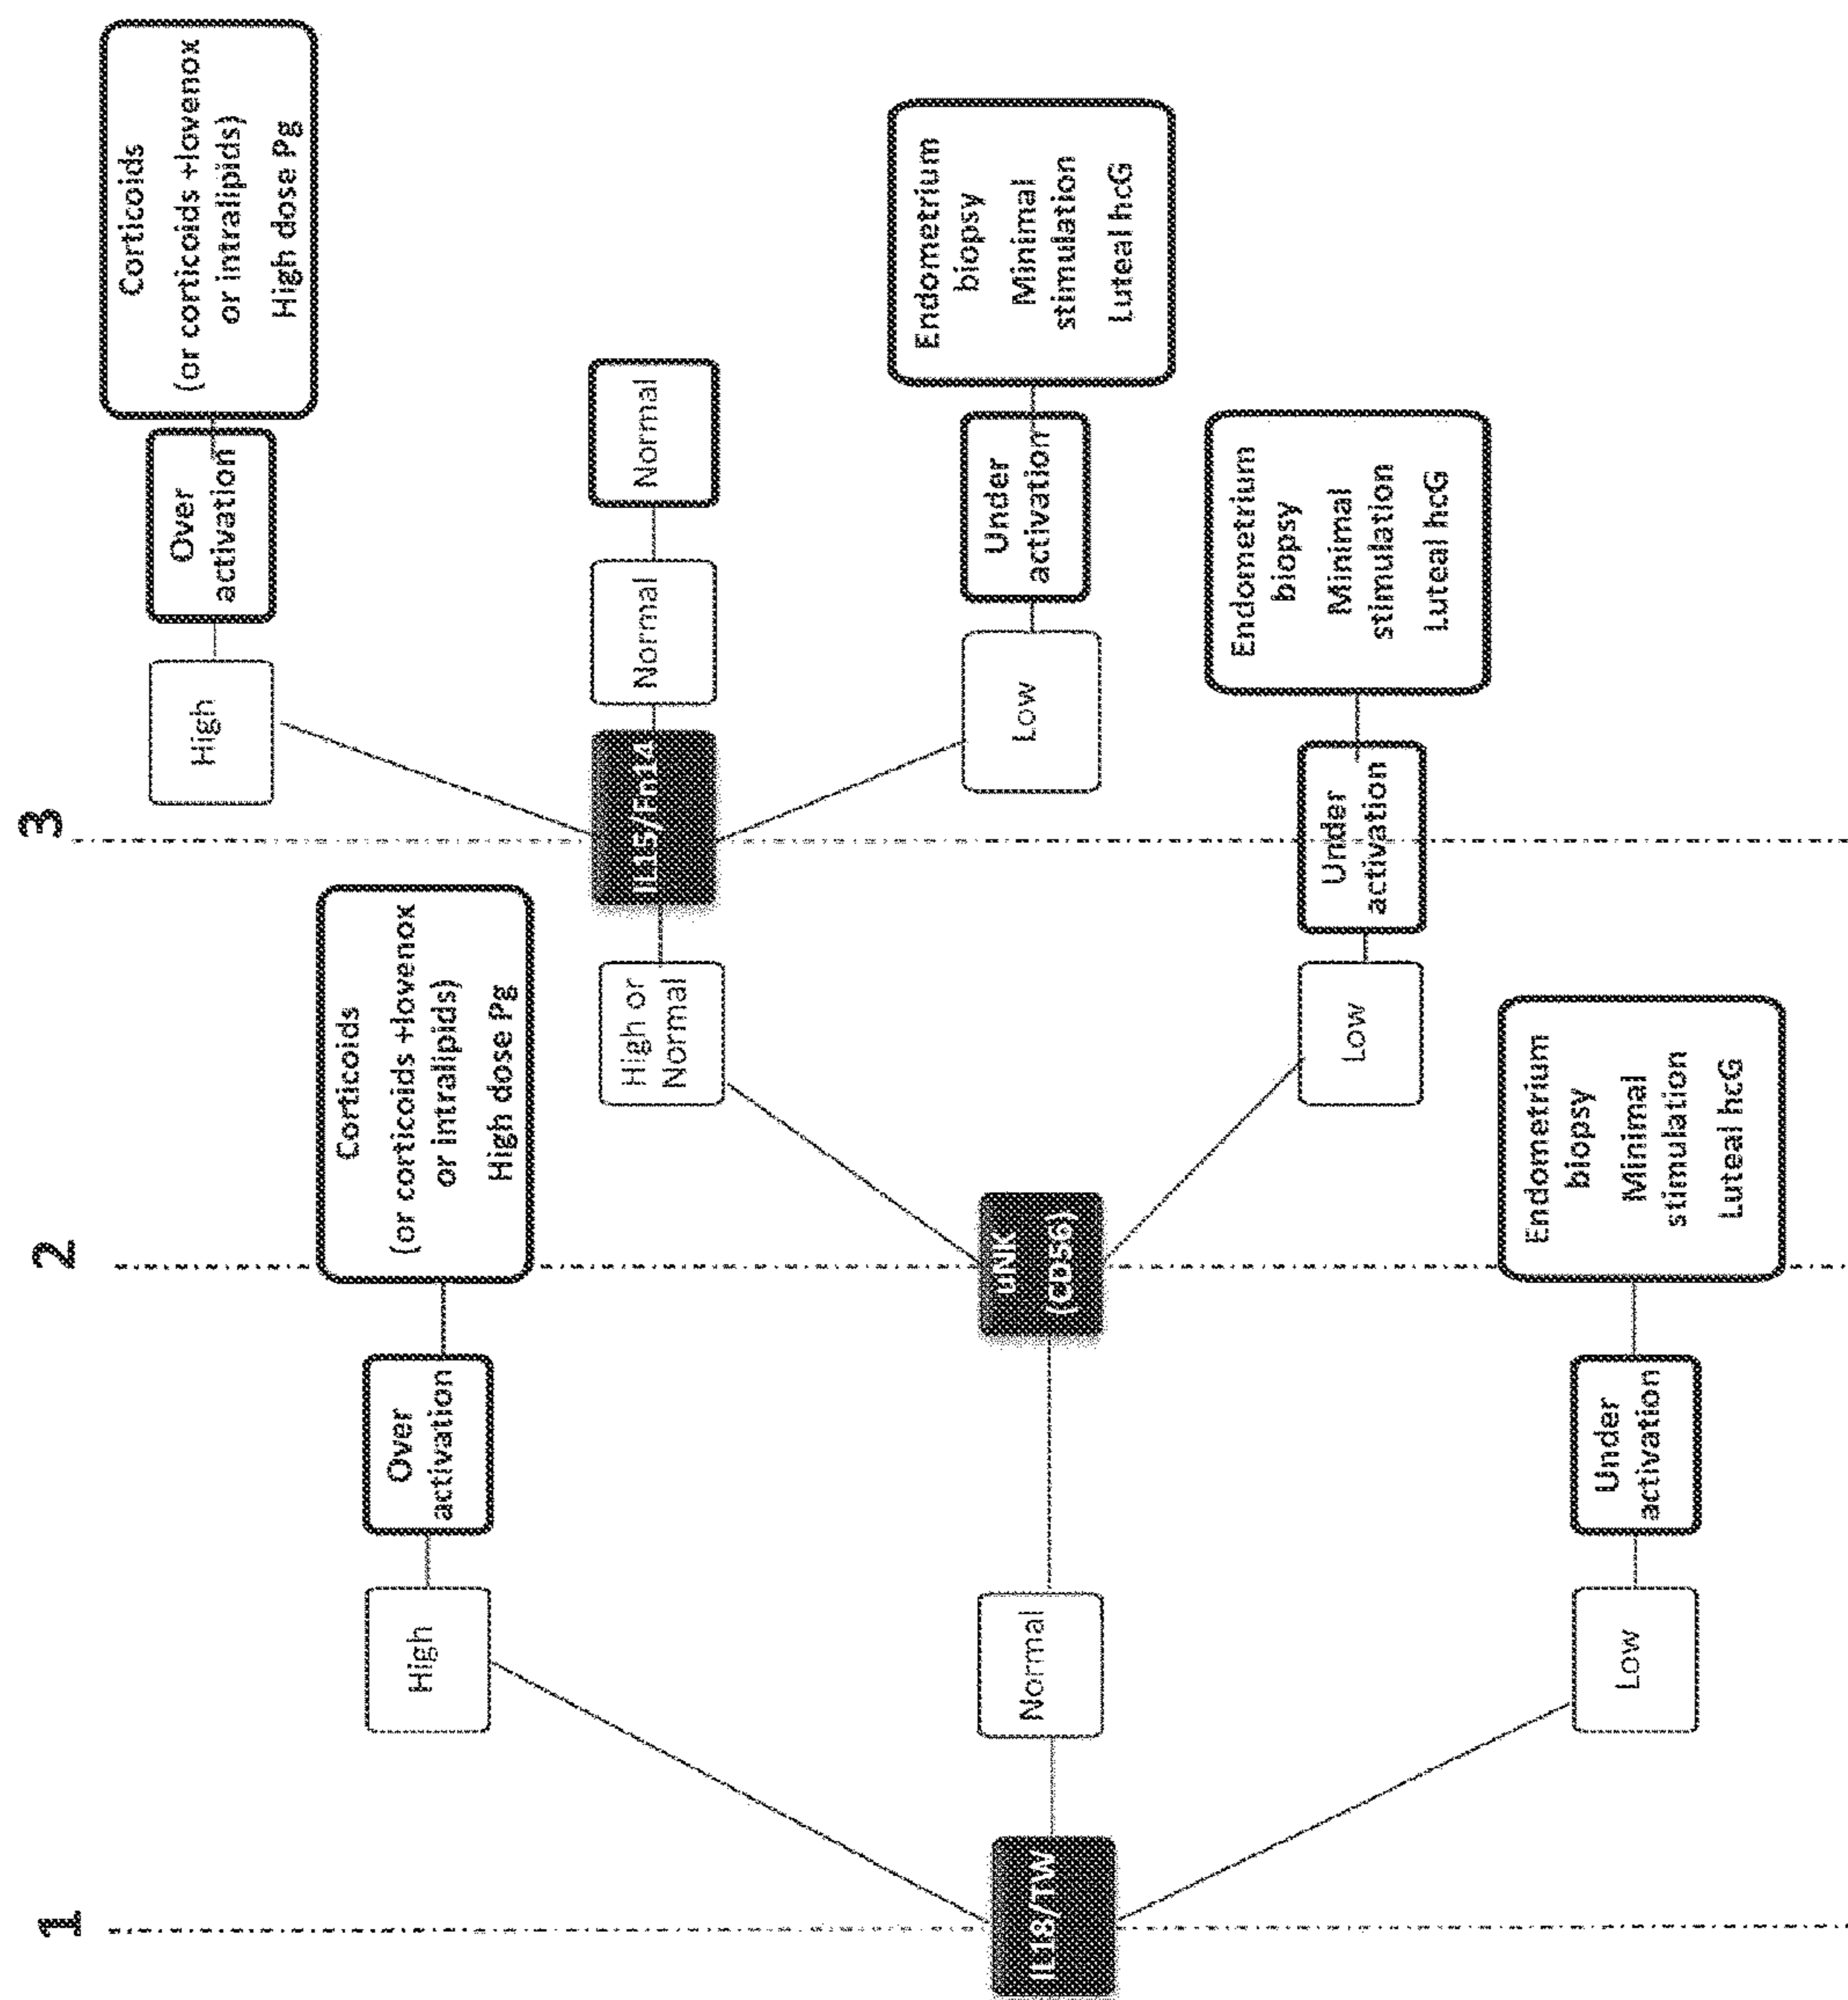 1
2
3
IL18/TW
High
Over
activation
Corticoids
(or corticoids +lovenox
or intralipids)
High dose Pg
Normal
UNK
(CD56)
High or
Normal
IL15/Fn14
High
Over
activation
Corticoids
(or corticoids +lovenox
or intralipids)
High dose Pg
Normal
Normal
Low
Under
activation
Endometrium
biopsy
Minimal
stimulation
Luteal hcG
Low
Under
activation
Endometrium
biopsy
Minimal
stimulation
Luteal hcG
Low
Under
activation
Endometrium
biopsy
Minimal
stimulation
Luteal hcG